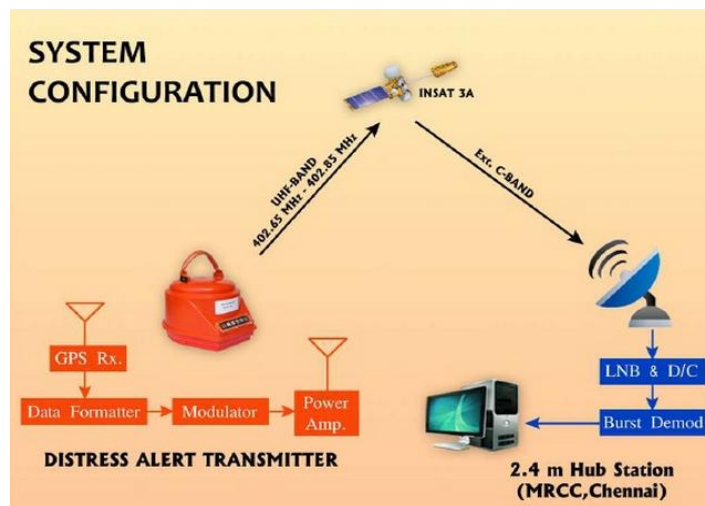 SYSTEM
CONFIGURATION
INSAT 3A
UHF-BAND
402.65 MHz - 402.85 MHz
Ext. C-BAND
GPS Rx.
Data Formatter
Modulator
Power
Amp.
DISTRESS ALERT TRANSMITTER
LNB & D/C
Burst Demod
2.4 m Hub Station
(MRCC,Chennai)